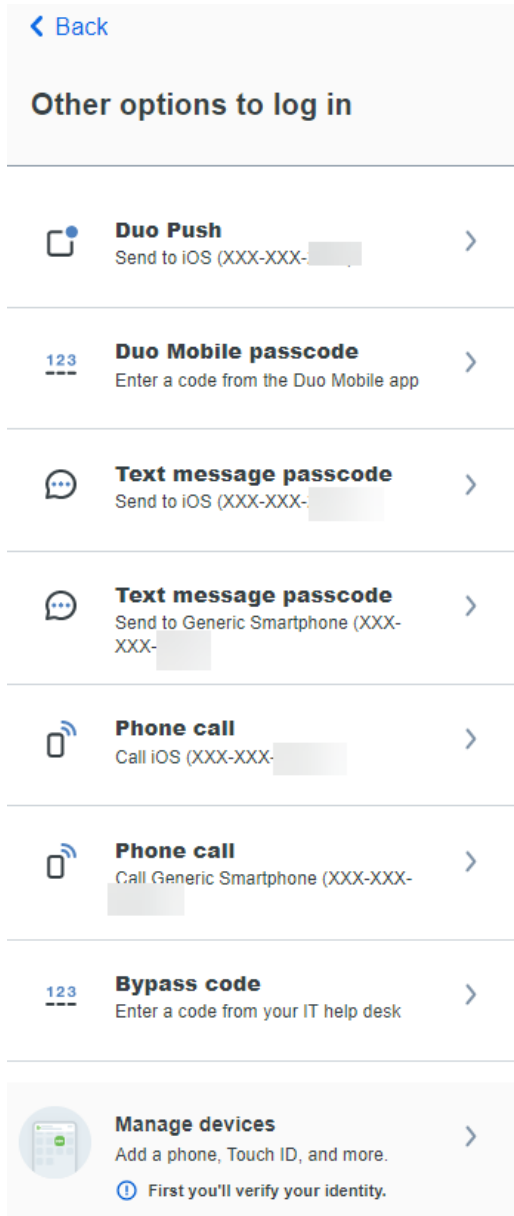 Back
Other options to log in
Duo Push
Send to iOS (XXX-XXX-
123
Duo Mobile passcode
Enter a code from the Duo Mobile app
Text message passcode
Send to iOS (XXX-XXX-
Text message passcode
Send to Generic Smartphone (XXX-
XXX-
Phone call
Call iOS (XXX-XXX-
Phone call
Call Generic Smartphone (XXX-XXX-
123
Bypass code
Enter a code from your IT help desk
Manage devices
Add a phone, Touch ID, and more.
First you'll verify your identity.